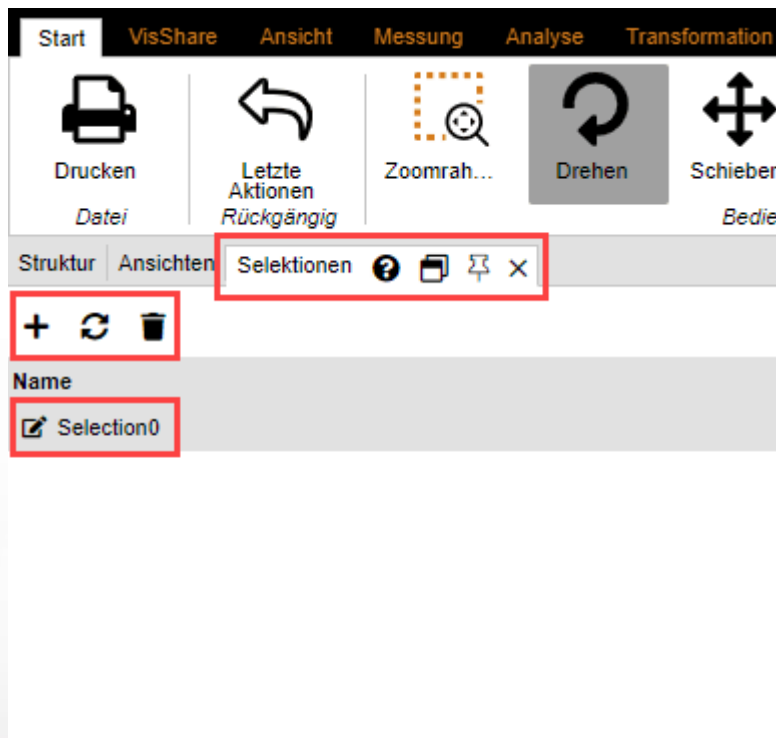 Start VisShare Ansicht Messung Analyse Transformation
Drucken Letzte Aktionen Zoomrah... Drehen Schieben
Datei Rückgängig Bedie
Struktur Ansichten Selektionen
Name
Selection0